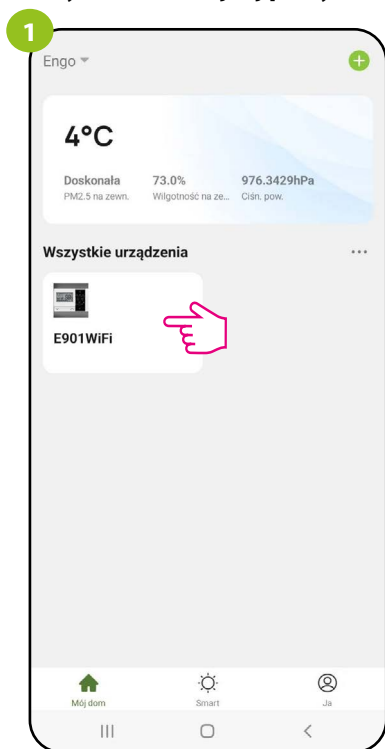 1
Engo
4°C
Doskonała 73.0% 976.3429hPa
PM2.5 na zewn. Wilgotność na ze... Ciśn. pow.
Wszystkie urządzenia
E901WiFi
Mój dom Smart Ja